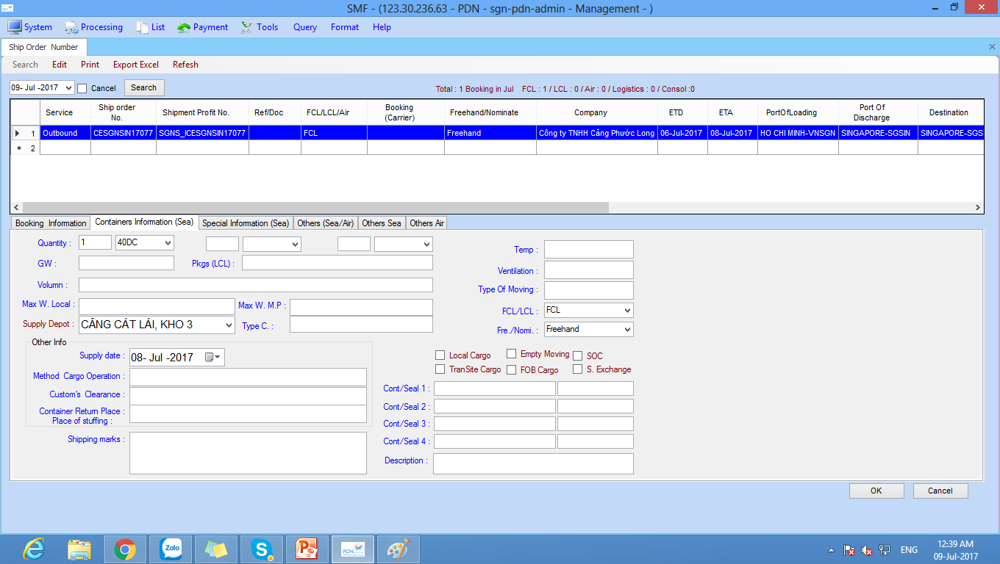 SMF - (123.30.236.63 - PDN - sgn-pdn-admin - Management - )
System Processing List Payment Tools Query Format Help
Ship Order Number
Search Edit Print Export Excel Refesh
09- Jul -2017 Cancel Search Total : 1 Booking in Jul FCL : 1 / LCL : 0 / Air : 0 / Logistics : 0 / Consol :0
Service Ship order No. Shipment Profit No. Ref/Doc FCL/LCL/Air Booking (Carrier) Freehand/Nominate Company ETD ETA PortOfLoading Port Of Discharge Destination
1 Outbound CESGNSIN17077 SGNS_ICESGNSIN17077 FCL Freehand Công ty TNHH Cảng Phước Long 06-Jul-2017 08-Jul-2017 HO CHI MINH-VNSGN SINGAPORE-SGSIN SINGAPORE-SGS
2
Booking Information Containers Information (Sea) Special Information (Sea) Others (Sea/Air) Others Sea Others Air
Quantity : 1 40DC
Temp :
GW : Pkgs (LCL) :
Ventilation :
Volumn :
Type Of Moving :
Max W. Local : Max W. M.P :
FCL/LCL : FCL
Supply Depot : CẢNG CÁT LÁI, KHO 3 Type C. :
Fre./Nomi. : Freehand
Other Info
Supply date : 08- Jul -2017
Local Cargo Empty Moving SOC
TranSite Cargo FOB Cargo S. Exchange
Method Cargo Operation :
Cont/Seal 1 :
Custom's Clearance :
Cont/Seal 2 :
Container Return Place :
Place of stuffing :
Cont/Seal 3 :
Shipping marks :
Cont/Seal 4 :
Description :
OK Cancel
PDN
Zalo
ENG
12:39 AM
09-Jul-2017